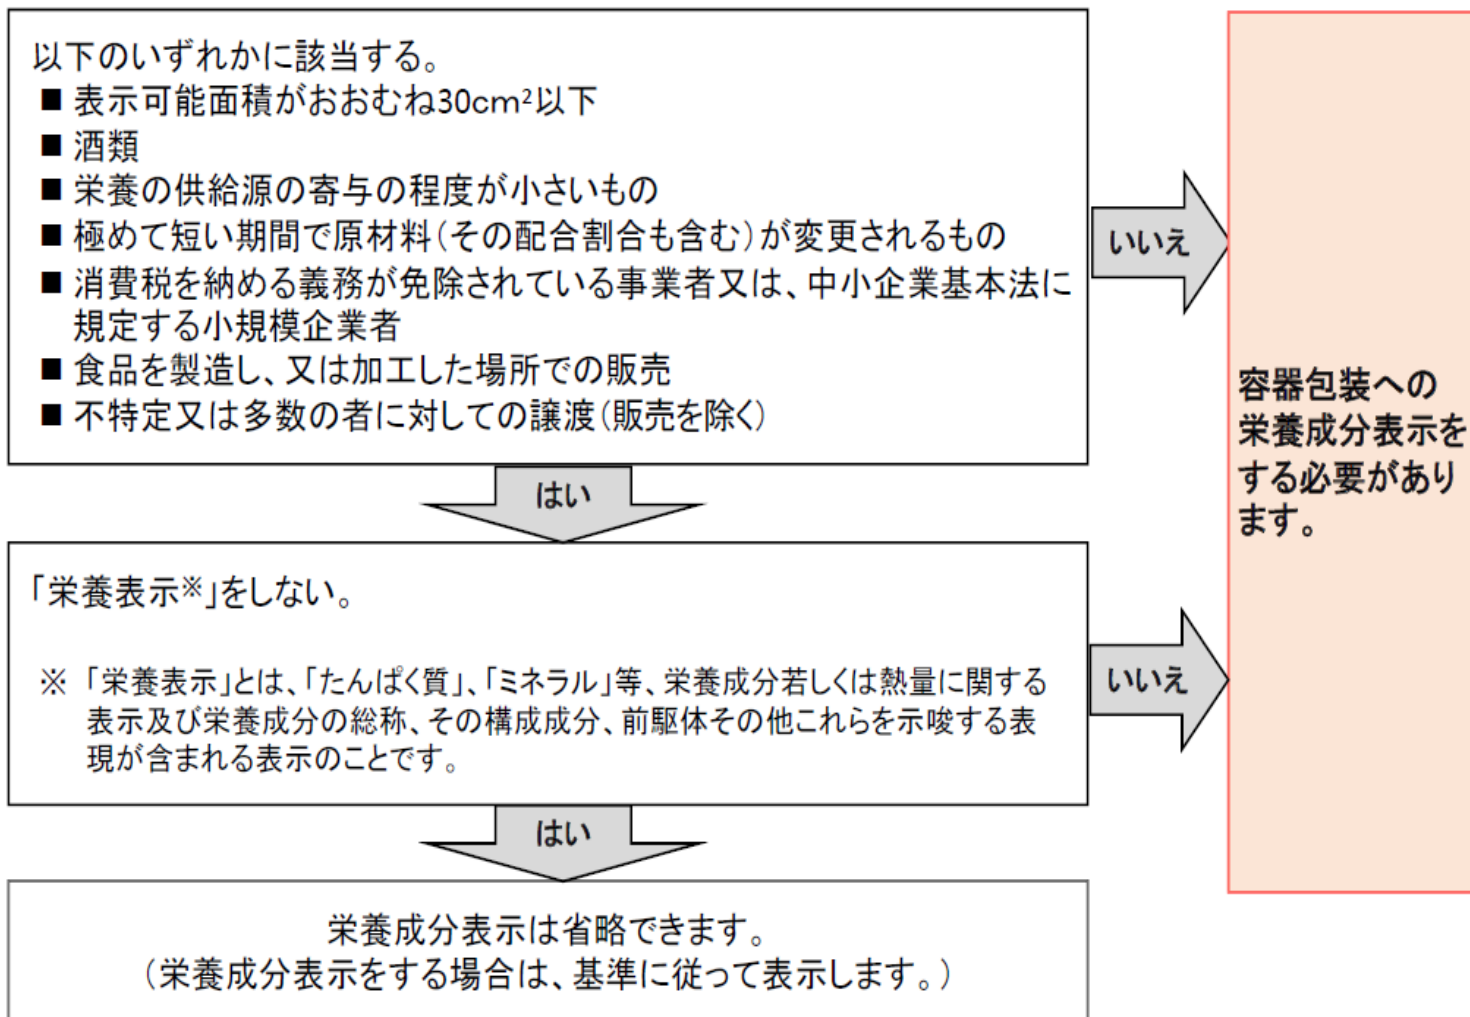 以下のいずれかに該当する。
■ 表示可能面積がおおむね30cm²以下
■ 酒類
■ 栄養の供給源の寄与の程度が小さいもの
■ 極めて短い期間で原材料（その配合割合も含む）が変更されるもの
■ 消費税を納める義務が免除されている事業者又は、中小企業基本法に
規定する小規模企業者
■ 食品を製造し、又は加工した場所での販売
■ 不特定又は多数の者に対しての譲渡（販売を除く）
いいえ
はい
「栄養表示※」をしない。
※ 「栄養表示」とは、「たんぱく質」、「ミネラル」等、栄養成分若しくは熱量に関する
表示及び栄養成分の総称、その構成成分、前駆体その他これらを示唆する表
現が含まれる表示のことです。
いいえ
はい
栄養成分表示は省略できます。
（栄養成分表示をする場合は、基準に従って表示します。）
容器包装への
栄養成分表示を
する必要があり
ます。